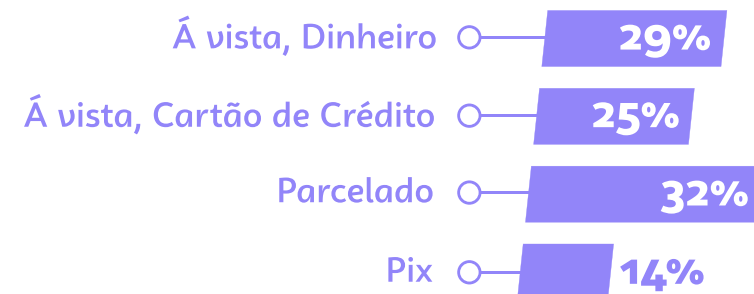 Á vista, Dinheiro 29%
Á vista, Cartão de Crédito 25%
Parcelado 32%
Pix 14%